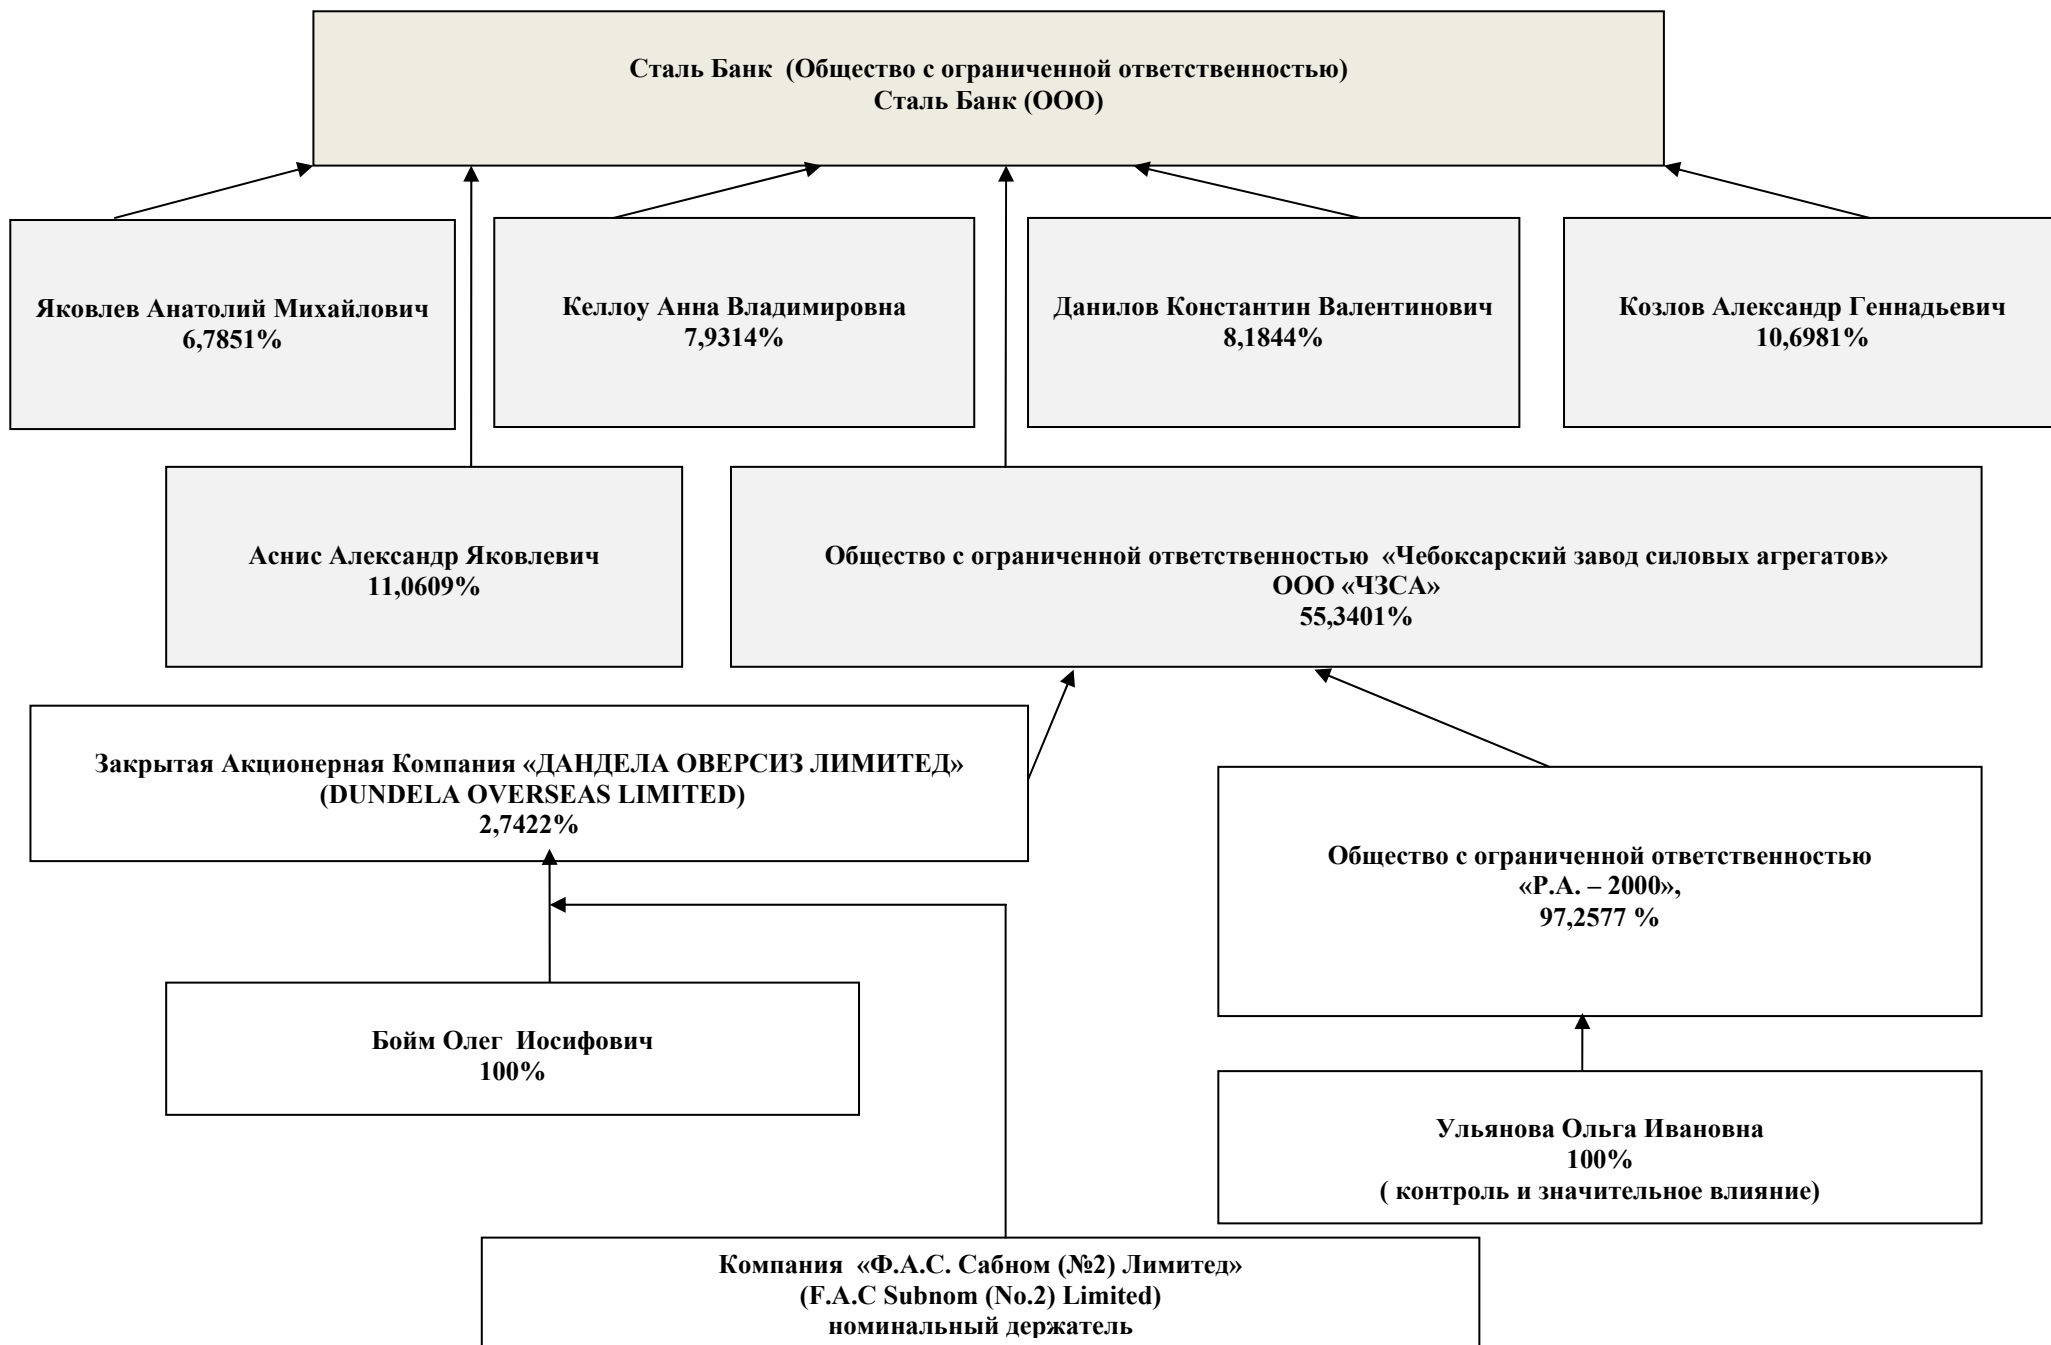 Сталь Банк  (Общество с ограниченной ответственностью)
Сталь Банк (ООО)
Яковлев Анатолий Михайлович
6,7851%
Келлоу Анна Владимировна
7,9314%
Данилов Константин Валентинович
8,1844%
Козлов Александр Геннадьевич
10,6981%
Аснис Александр Яковлевич
11,0609%
Общество с ограниченной ответственностью  «Чебоксарский завод силовых агрегатов»
ООО «ЧЗСА»
55,3401%
Закрытая Акционерная Компания «ДАНДЕЛА ОВЕРСИЗ ЛИМИТЕД»
(DUNDELA OVERSEAS LIMITED)
2,7422%
Общество с ограниченной ответственностью
«Р.А. – 2000»,
97,2577 %
Бойм Олег  Иосифович
100%
Ульянова Ольга Ивановна
100%
( контроль и значительное влияние)
Компания  «Ф.А.С. Сабном (№2) Лимитед»
(F.A.C Subnom (No.2) Limited)
номинальный держатель